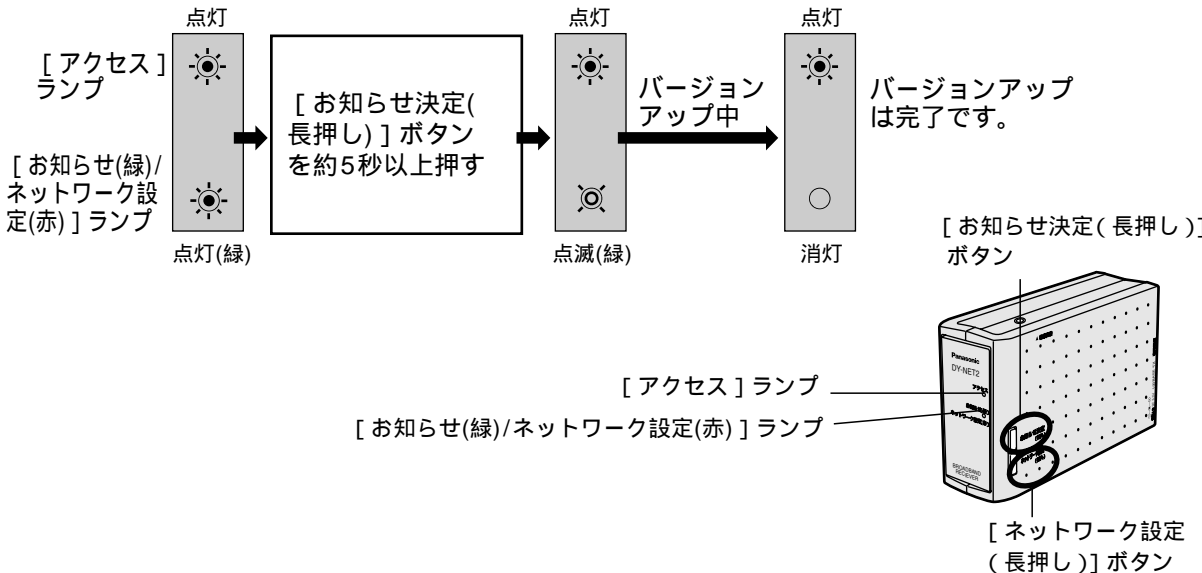 点灯
点灯
点灯
[ アクセス ]
ランプ
[ お知らせ(緑)/
ネットワーク設
定(赤) ] ランプ
点灯(緑)
[ お知らせ決定(
長押し) ] ボタン
を約5秒以上押す
点滅(緑)
バージョン
アップ中
消灯
バージョンアップ
は完了です。
[ お知らせ決定( 長押し )]
ボタン
[ アクセス ] ランプ
[ お知らせ(緑)/ネットワーク設定(赤) ] ランプ
Panasonic
DY-NET2
アクセス
BROADBAND
RECIEVER
[ ネットワーク設定
( 長押し )] ボタン